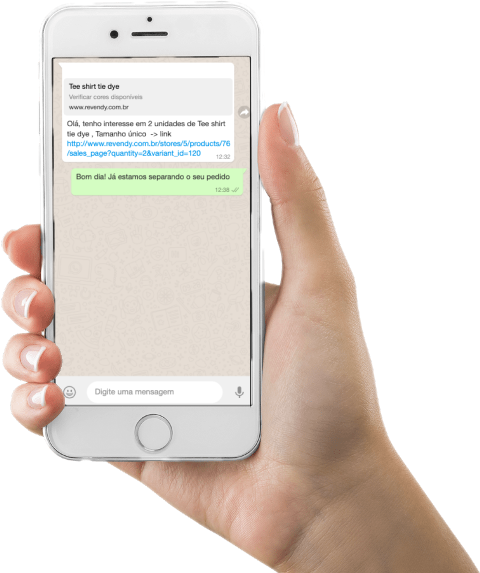 Tee shirt tie dye
Verificar cores disponíveis
www.revendy.com.br
Olá, tenho interesse em 2 unidades de Tee shirt
tie dye , Tamanho único -> link
http://www.revendy.com.br/stores/5/products/76
/sales_page?quantity=2&variant_id=120
12:32
Bom dia! Já estamos separando o seu pedido
12:39
Digite uma mensagem